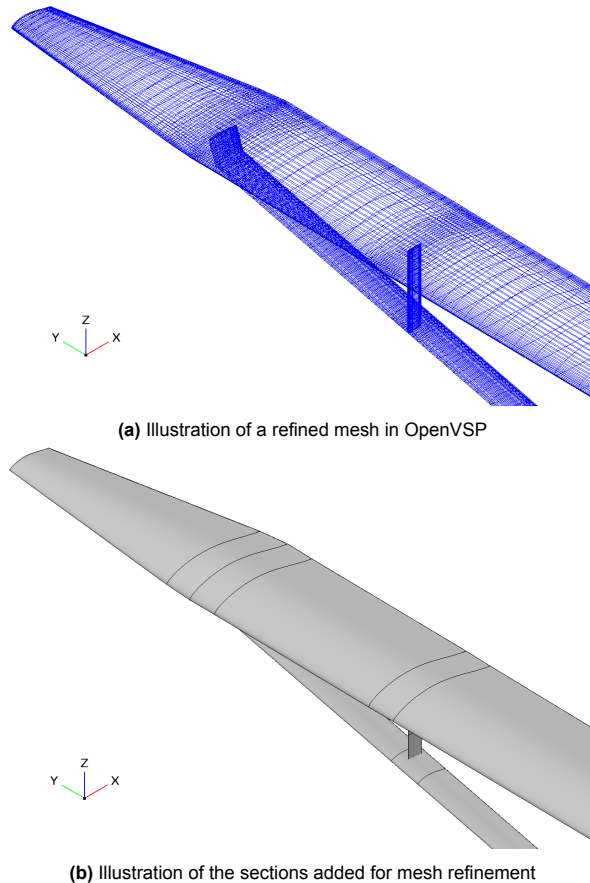 Z
Y
X
(a) Illustration of a refined mesh in OpenVSP
Z
Y
X
(b) Illustration of the sections added for mesh refinement